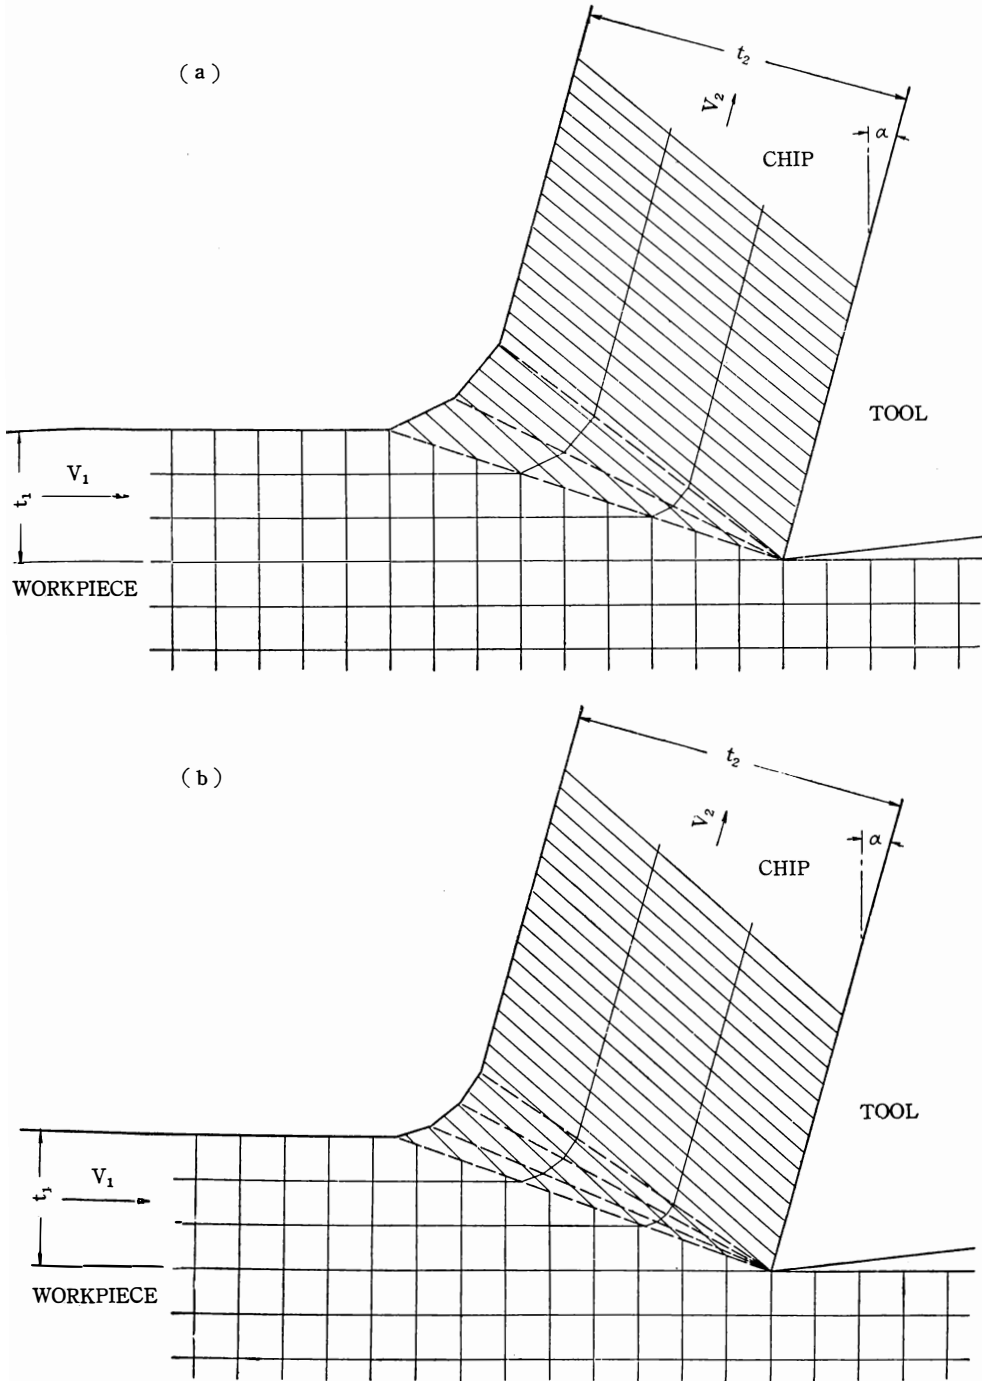 ( a )
t₂
V₂
α
CHIP
TOOL
V₁
t₁
WORKPIECE
( b )
t₂
V₂
α
CHIP
TOOL
V₁
t₁
WORKPIECE